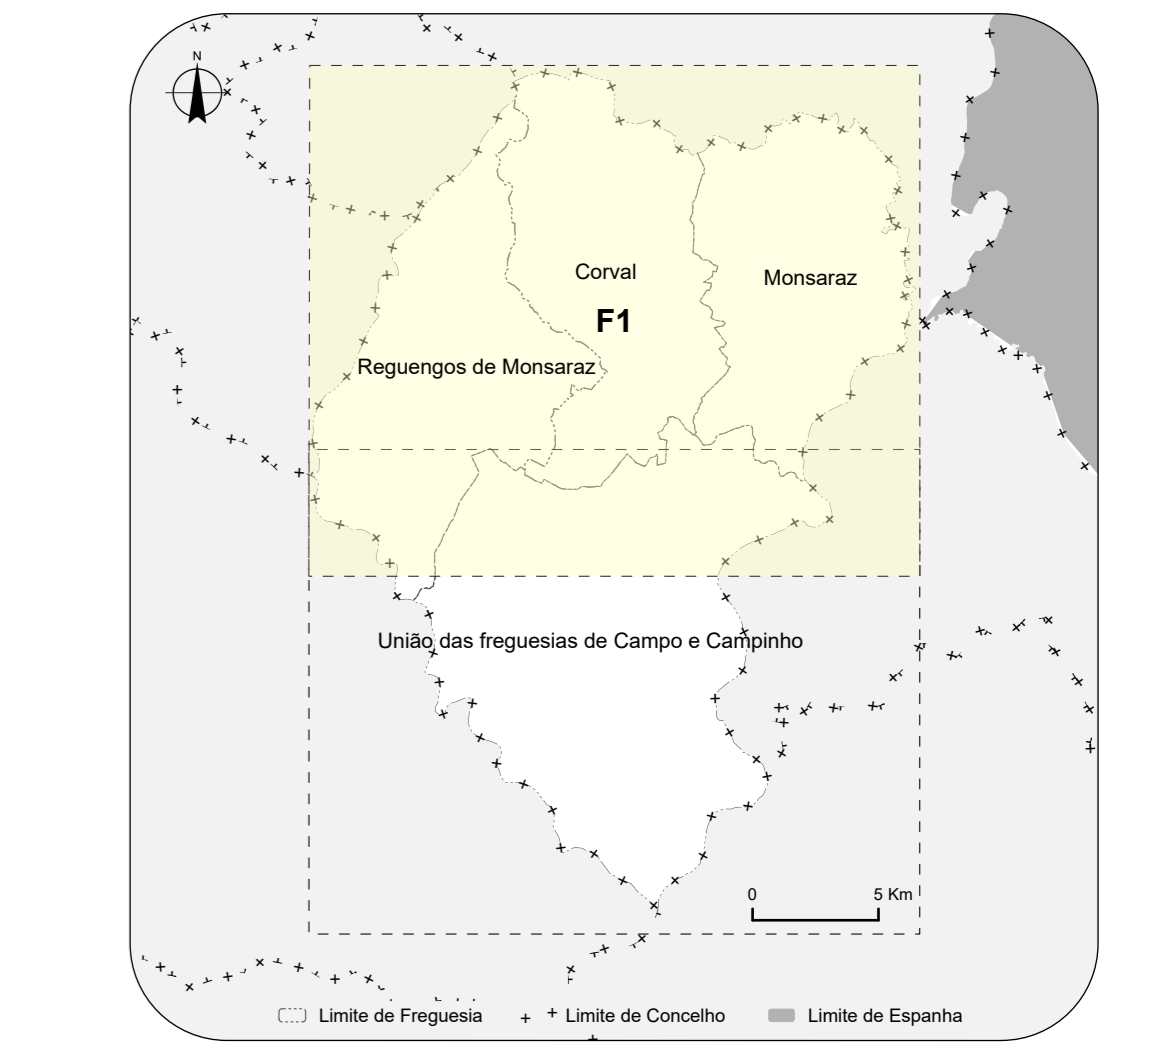 N
Corval
Monsaraz
F1
Reguengos de Monsaraz
União das freguesias de Campo e Campinho
0 5 Km
Limite de Freguesia Limite de Concelho Limite de Espanha